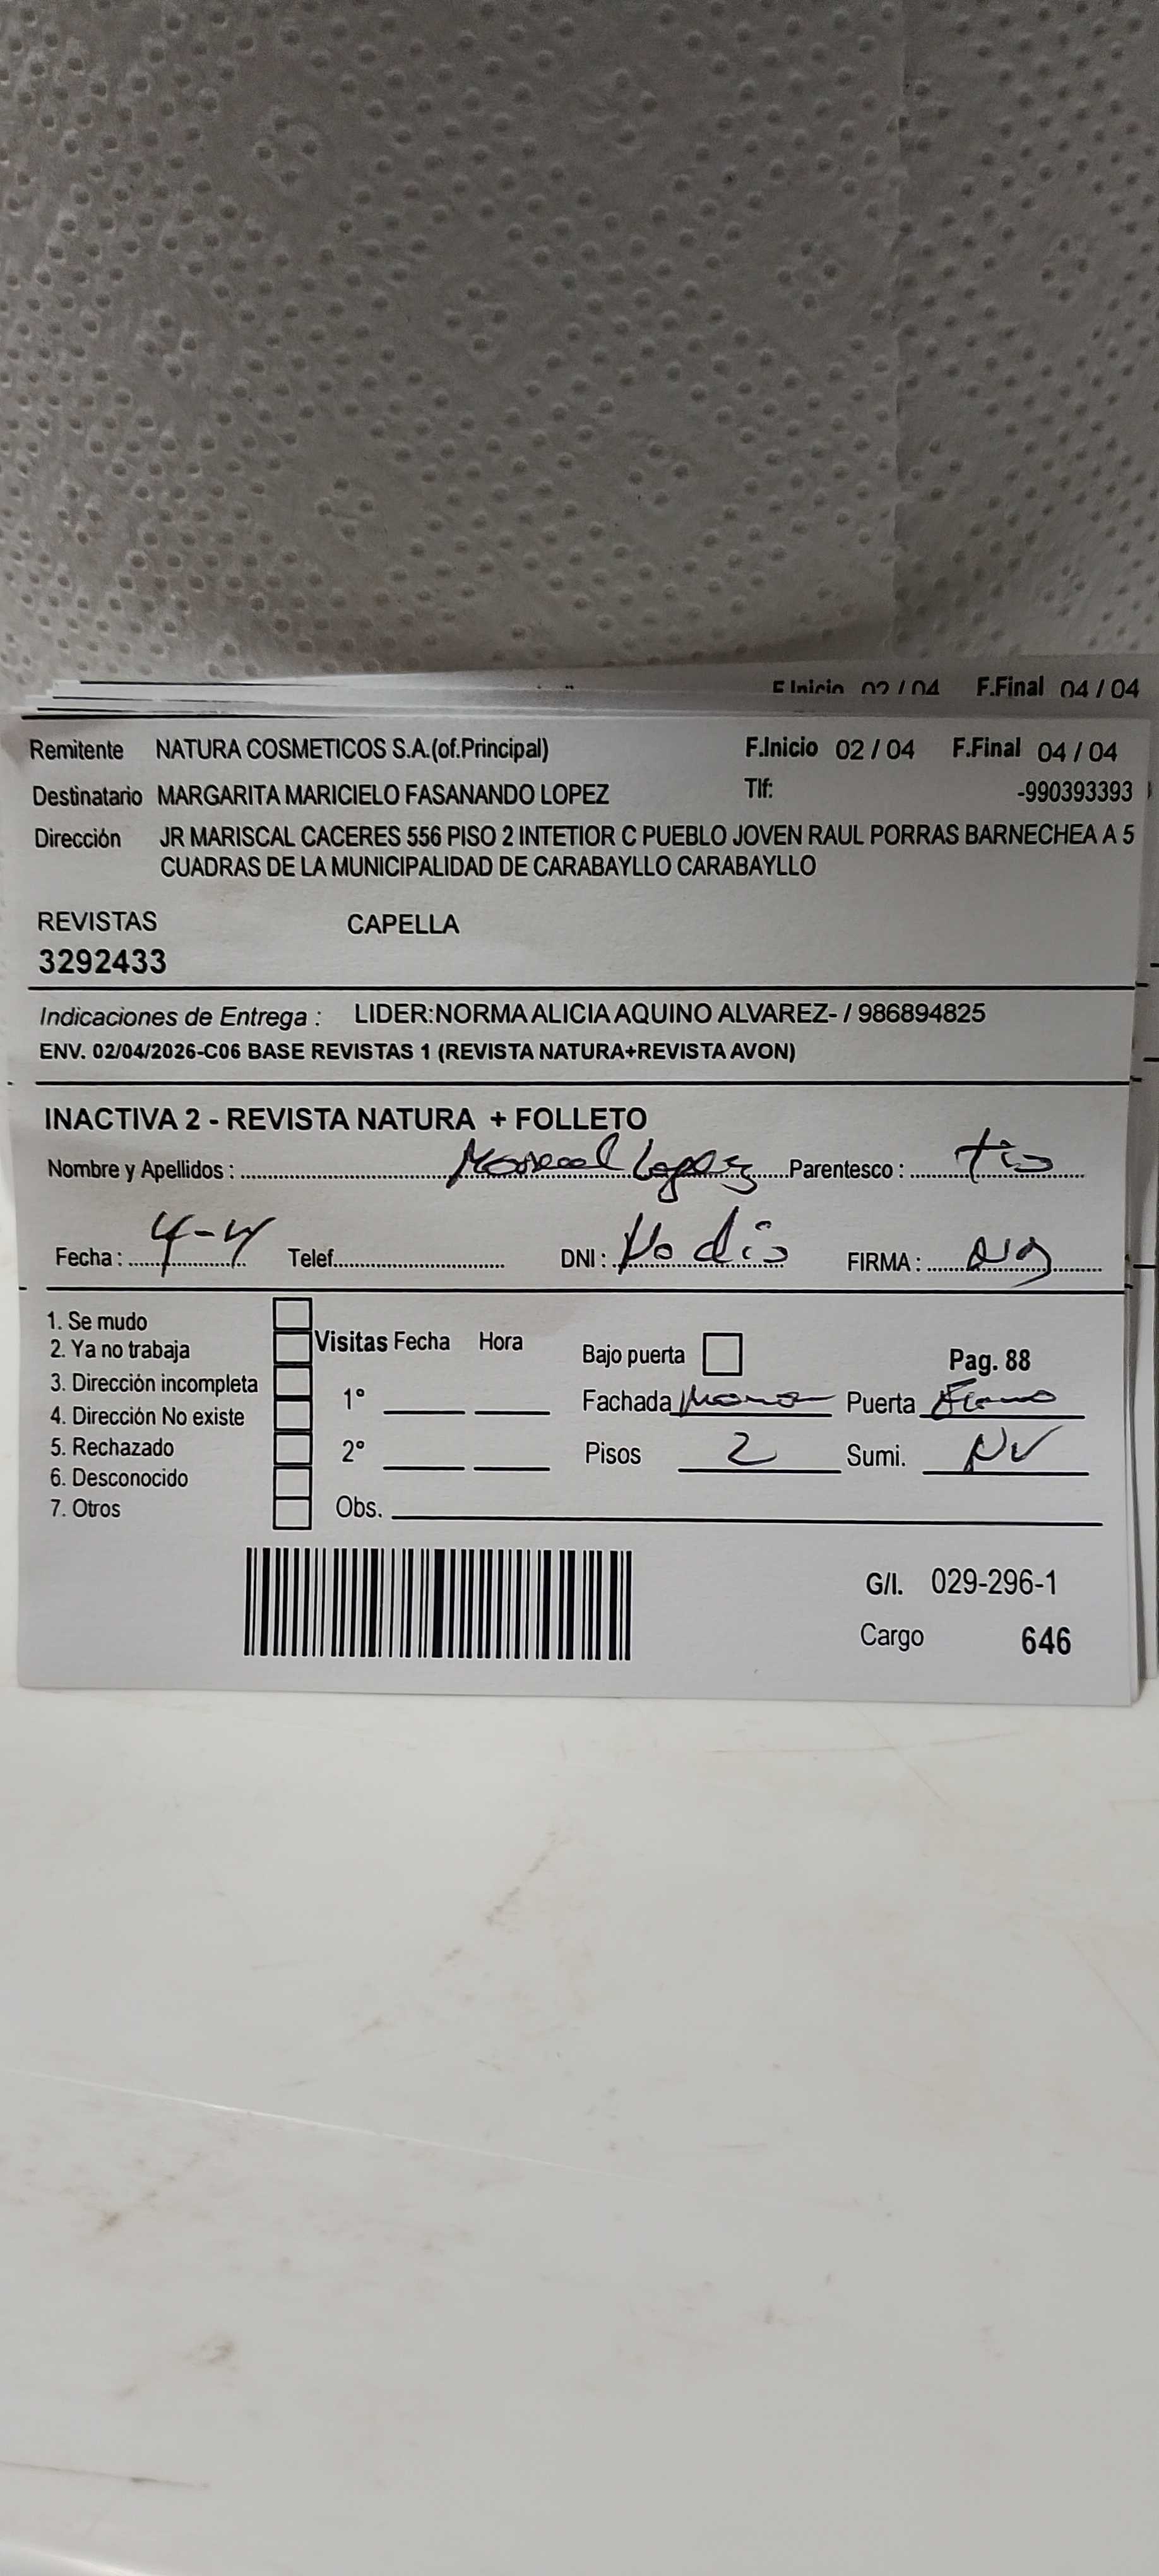 F.Inicio 02 / 04 F.Final 04 / 04
Remitente NATURA COSMETICOS S.A.(of.Principal) F.Inicio 02 / 04 F.Final 04 / 04
Destinatario MARGARITA MARICIELO FASANANDO LOPEZ Tlf: -990393393
Dirección JR MARISCAL CACERES 556 PISO 2 INTETIOR C PUEBLO JOVEN RAUL PORRAS BARNECHEA A 5
CUADRAS DE LA MUNICIPALIDAD DE CARABAYLLO CARABAYLLO
REVISTAS CAPELLA
3292433
Indicaciones de Entrega : LIDER:NORMA ALICIA AQUINO ALVAREZ- / 986894825
ENV. 02/04/2026-C06 BASE REVISTAS 1 (REVISTA NATURA+REVISTA AVON)
INACTIVA 2 - REVISTA NATURA + FOLLETO
Nombre y Apellidos : Lopez Parentesco : tio
Fecha : 4-4 Telef. DNI : No dio FIRMA :
1. Se mudo
2. Ya no trabaja
3. Dirección incompleta
4. Dirección No existe
5. Rechazado
6. Desconocido
7. Otros
Visitas Fecha Hora
1°
2°
Obs.
Bajo puerta Pag. 88
Fachada Puerta
Pisos 2 Sumi. NV
G/I. 029-296-1
Cargo 646